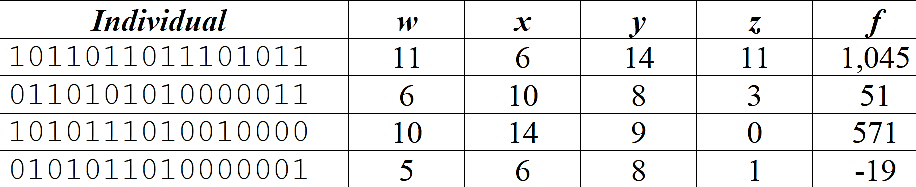 Individual w x y z f
1011011011101011 11 6 14 11 1,045
0110101010000011 6 10 8 3 51
1010111010010000 10 14 9 0 571
0101011010000001 5 6 8 1 -19